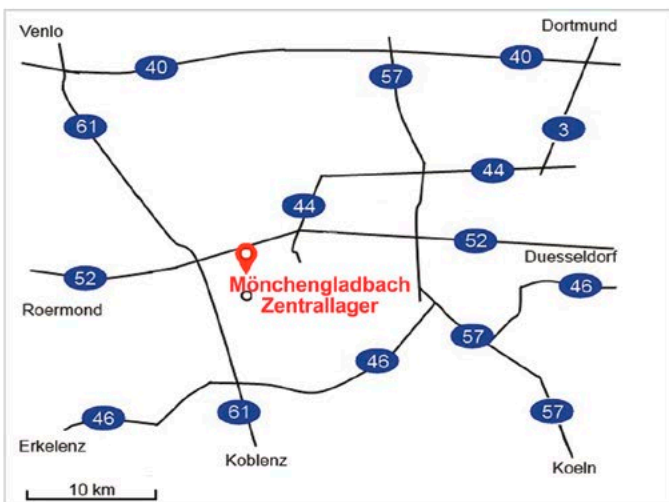 Venlo
Dortmund
40
57
40
61
3
44
44
52
52
Duesseldorf
Mönchengladbach
Zentrallager
Roermond
46
57
46
46
61
57
Erkelenz
Koblenz
Koeln
10 km